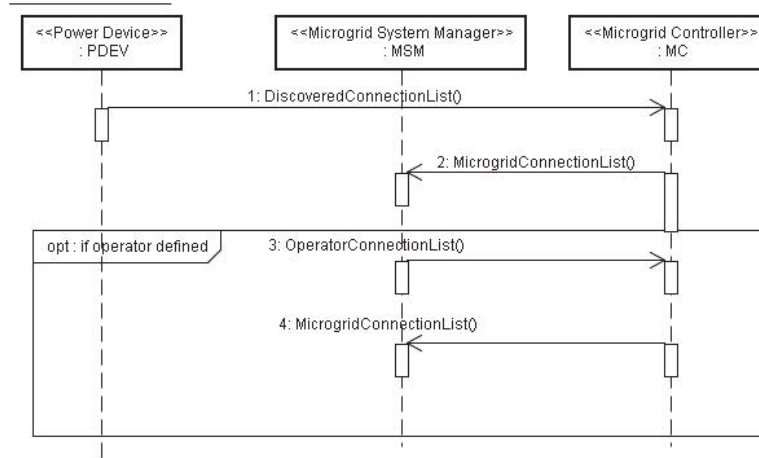 <<Power Device>>
: PDEV
<<Microgrid System Manager>>
: MSM
<<Microgrid Controller>>
: MC
1: DiscoveredConnectionList()
2: MicrogridConnectionList()
opt : if operator defined
3: OperatorConnectionList()
4: MicrogridConnectionList()